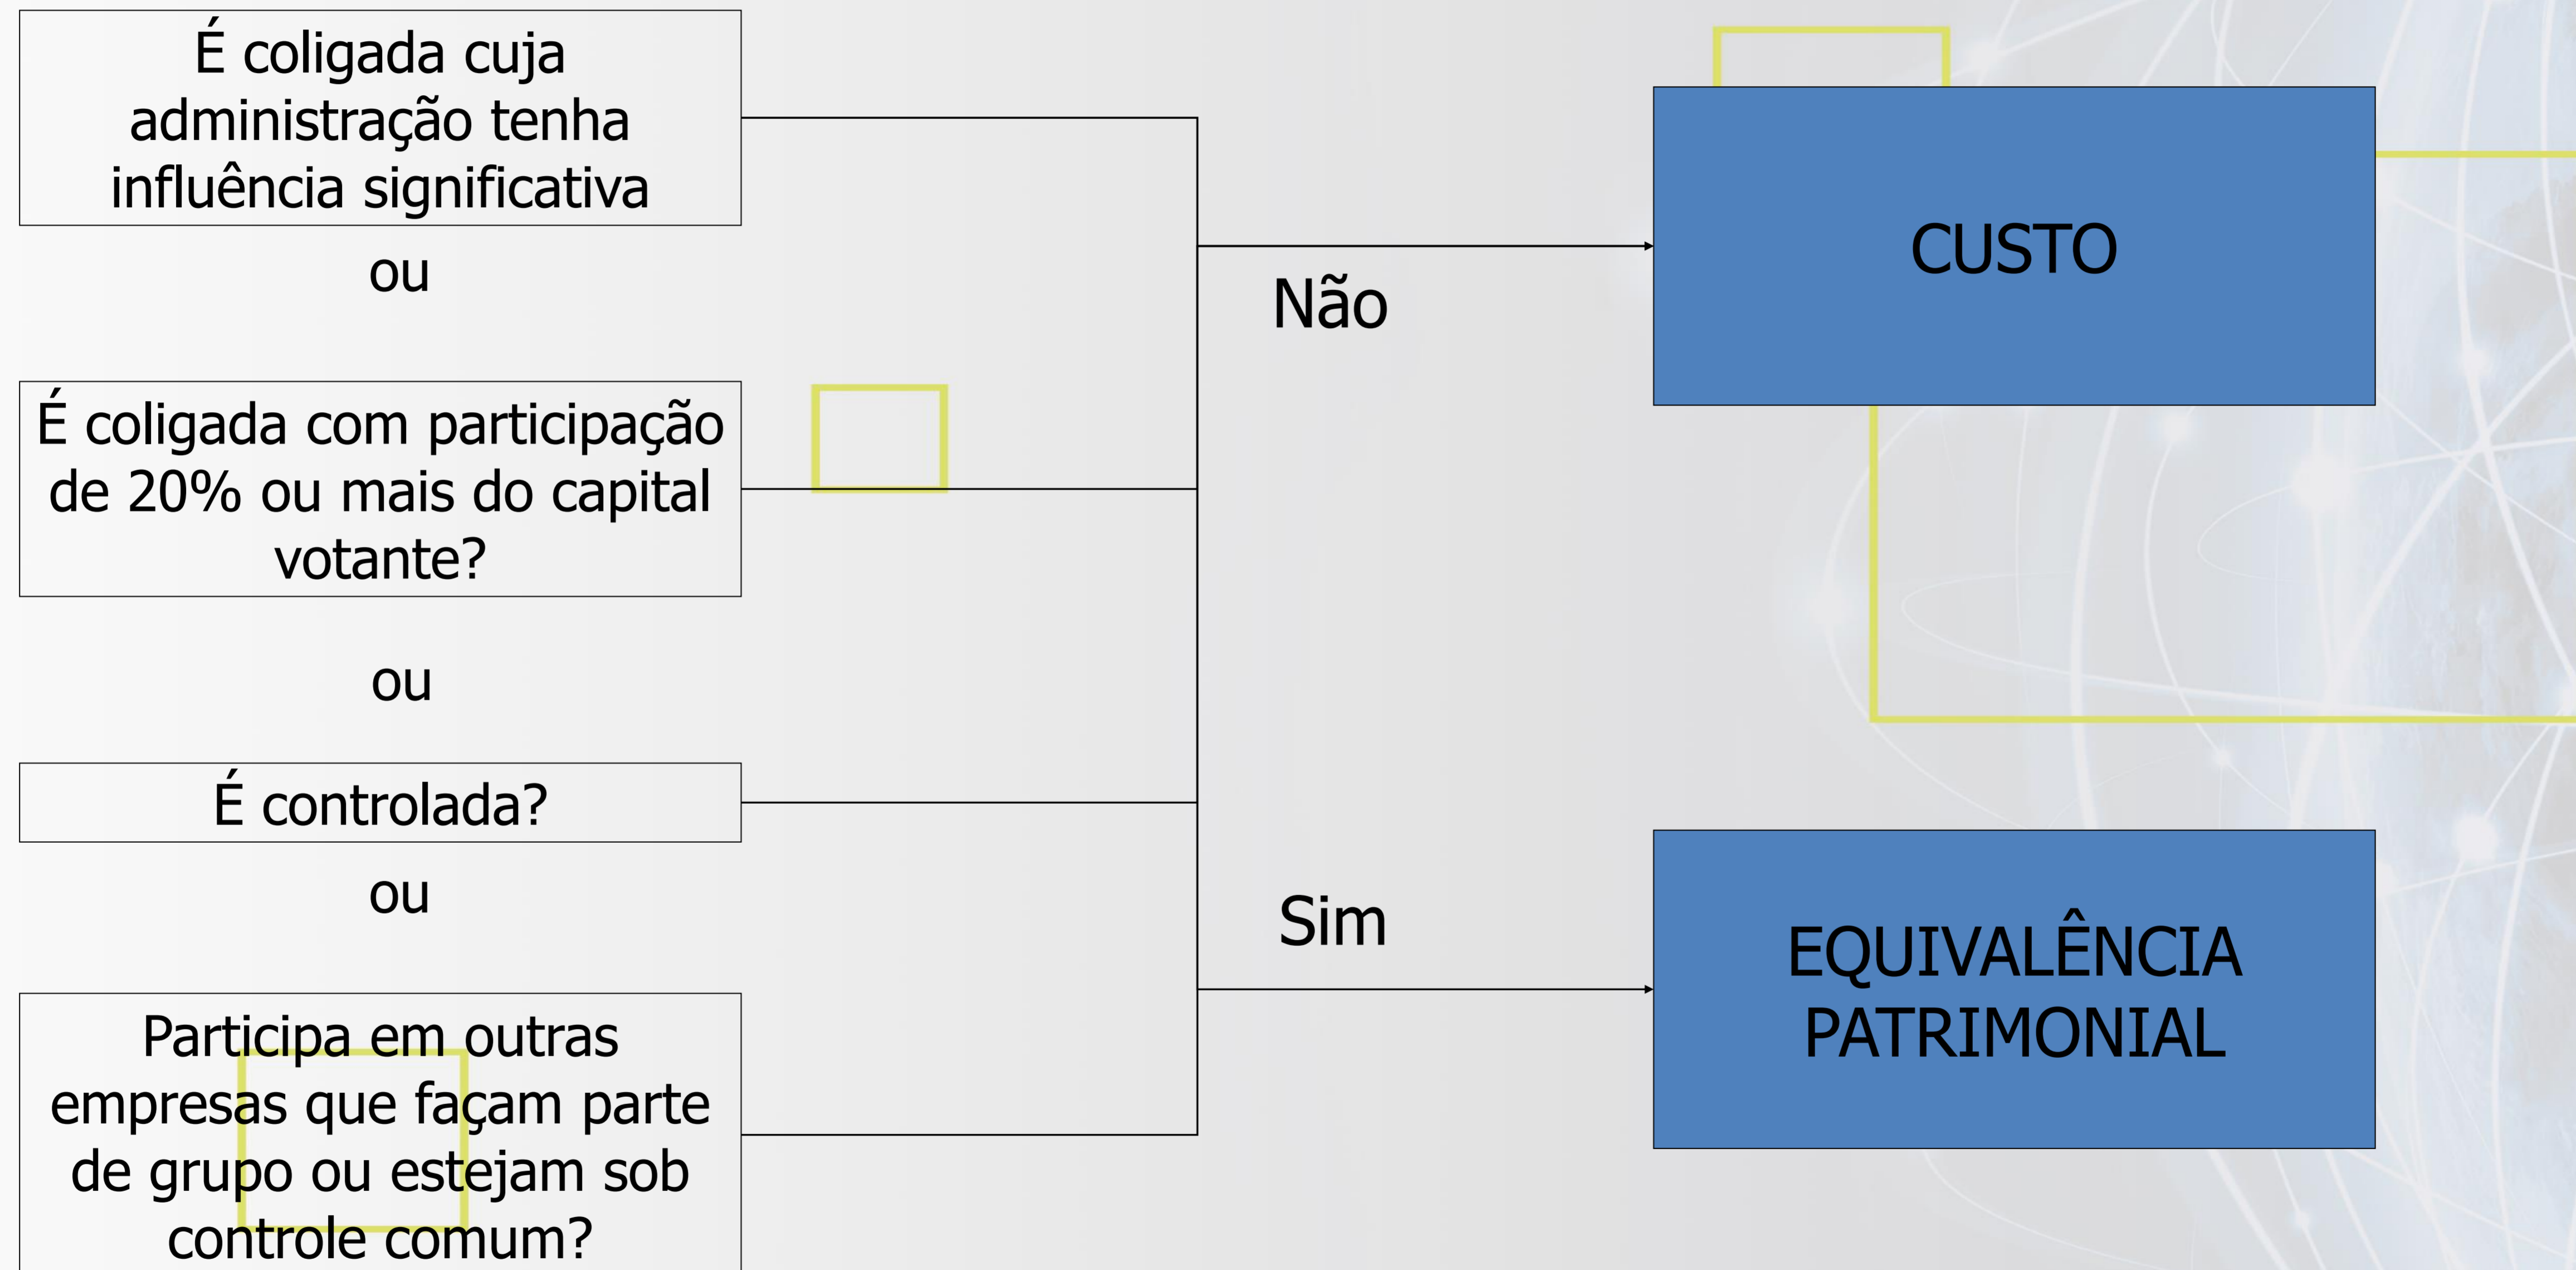 É coligada cuja
administração tenha
influência significativa
ou
É coligada com participação
de 20% ou mais do capital
votante?
ou
É controlada?
ou
Participa em outras
empresas que façam parte
de grupo ou estejam sob
controle comum?
Não
Sim
CUSTO
EQUIVALÊNCIA
PATRIMONIAL